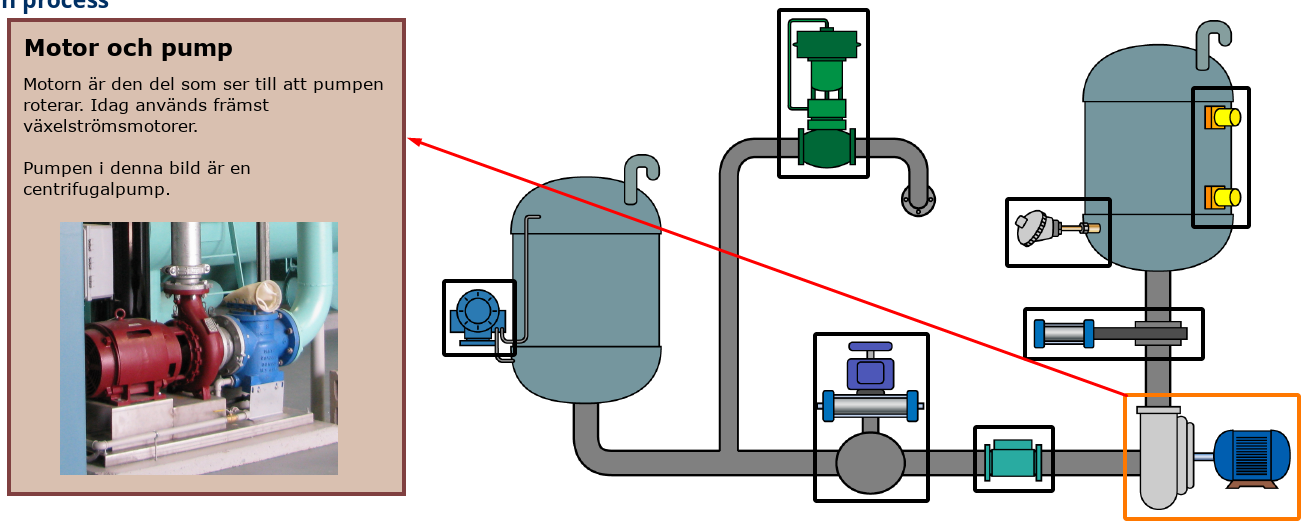 n process
Motor och pump
Motorn är den del som ser till att pumpen
roterar. Idag används främst
växelströmsmotorer.
Pumpen i denna bild är en
centrifugalpump.